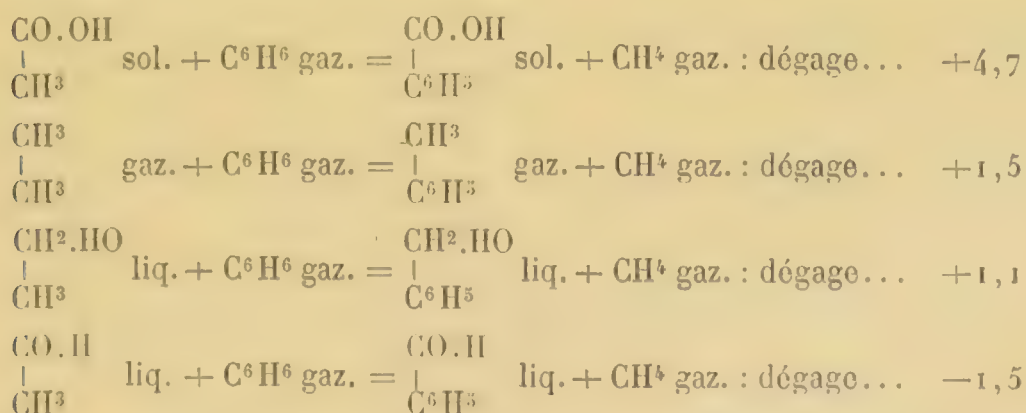 CO.OH CO.OH
| sol. + C⁶H⁶ gaz. = | sol. + CH⁴ gaz. : dégage... +4,7
CH³ C⁶H⁵
CH³ CH³
| gaz. + C⁶H⁶ gaz. = | gaz. + CH⁴ gaz. : dégage... +1,5
CH³ C⁶H⁵
CH².HO CH².HO
| liq. + C⁶H⁶ gaz. = | liq. + CH⁴ gaz. : dégage... +1,1
CH³ C⁶H⁵
CO.H CO.H
| liq. + C⁶H⁶ gaz. = | liq. + CH⁴ gaz. : dégage... —1,5
CH³ C⁶H⁵